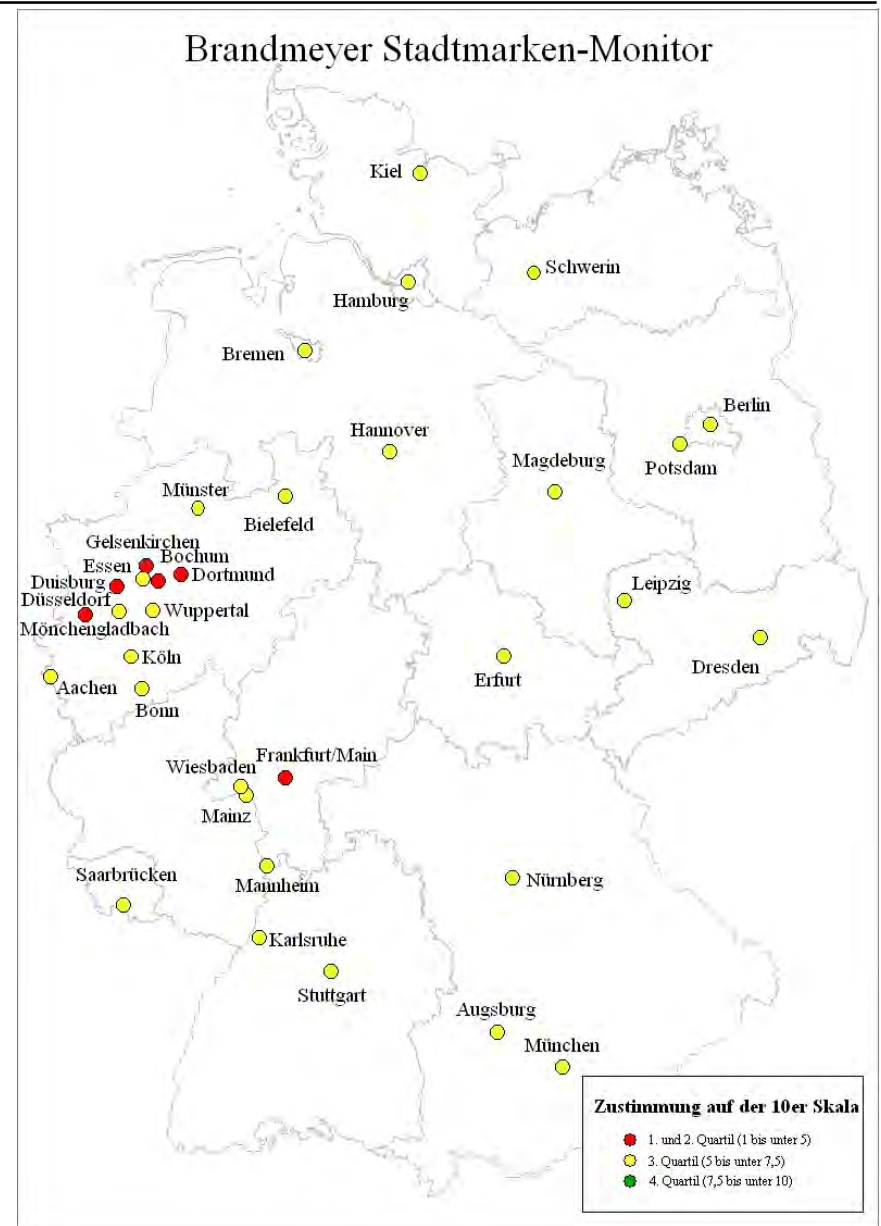 Brandmeyer Stadtmarken-Monitor
Kiel
Schwerin
Hamburg
Bremen
Berlin
Hannover
Potsdam
Magdeburg
Münster
Bielefeld
Gelsenkirchen
Bochum
Essen
Dortmund
Duisburg
Leipzig
Düsseldorf
Wuppertal
Mönchengladbach
Köln
Dresden
Erfurt
Aachen
Bonn
Frankfurt/Main
Wiesbaden
Mainz
Saarbrücken
Mannheim
Nürnberg
Karlsruhe
Stuttgart
Augsburg
München
Zustimmung auf der 10er Skala
1. und 2. Quartil (1 bis unter 5)
3. Quartil (5 bis unter 7,5)
4. Quartil (7,5 bis unter 10)